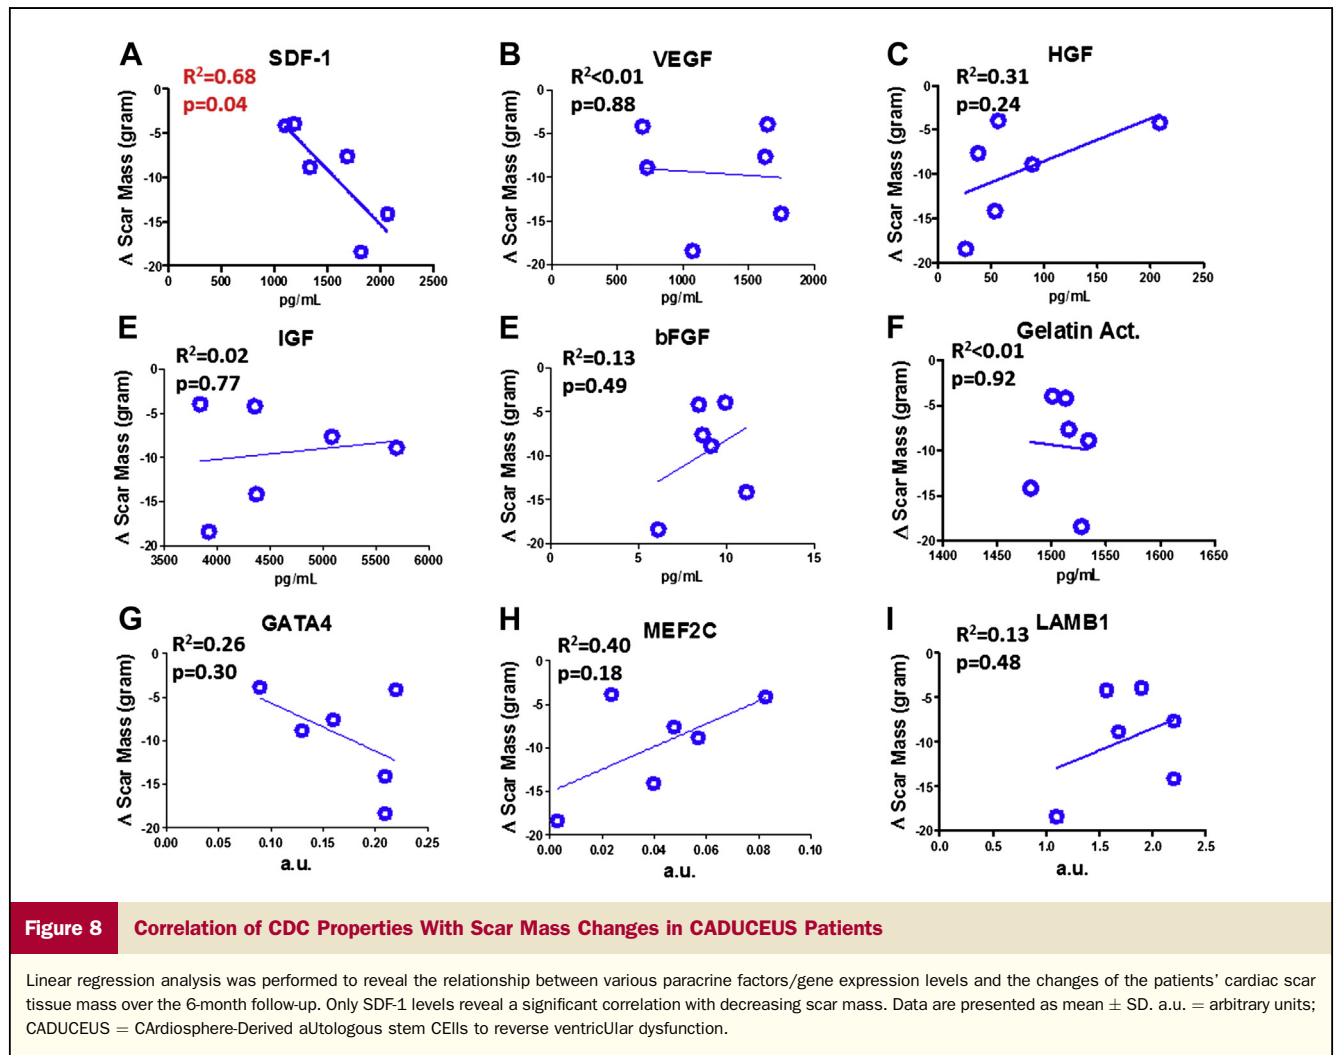 A
SDF-1
R²=0.68
p=0.04
Δ Scar Mass (gram)
0
-5
-10
-15
-20
0 500 1000 1500 2000 2500
pg/mL
B
VEGF
R²<0.01
p=0.88
Δ Scar Mass (gram)
0
-5
-10
-15
-20
0 500 1000 1500 2000
pg/mL
C
HGF
R²=0.31
p=0.24
Δ Scar Mass (gram)
0
-5
-10
-15
-20
0 50 100 150 200 250
pg/mL
E
IGF
R²=0.02
p=0.77
Δ Scar Mass (gram)
0
-5
-10
-15
-20
3500 4000 4500 5000 5500 6000
pg/mL
E
bFGF
R²=0.13
p=0.49
Δ Scar Mass (gram)
0
-5
-10
-15
-20
0 5 10 15
pg/mL
F
Gelatin Act.
R²<0.01
p=0.92
Δ Scar Mass (gram)
0
-5
-10
-15
-20
1400 1450 1500 1550 1600 1650
pg/mL
G
GATA4
R²=0.26
p=0.30
Δ Scar Mass (gram)
0
-5
-10
-15
-20
0.00 0.05 0.10 0.15 0.20 0.25
a.u.
H
MEF2C
R²=0.40
p=0.18
Δ Scar Mass (gram)
0
-5
-10
-15
-20
0.00 0.02 0.04 0.06 0.08 0.10
a.u.
I
LAMB1
R²=0.13
p=0.48
Δ Scar Mass (gram)
0
-5
-10
-15
-20
0.0 0.5 1.0 1.5 2.0 2.5
a.u.
Figure 8 Correlation of CDC Properties With Scar Mass Changes in CADUCEUS Patients
Linear regression analysis was performed to reveal the relationship between various paracrine factors/gene expression levels and the changes of the patients' cardiac scar
tissue mass over the 6-month follow-up. Only SDF-1 levels reveal a significant correlation with decreasing scar mass. Data are presented as mean ± SD. a.u. = arbitrary units;
CADUCEUS = CArdiosphere-Derived aUtologous stem CElls to reverse ventricUlar dysfunction.